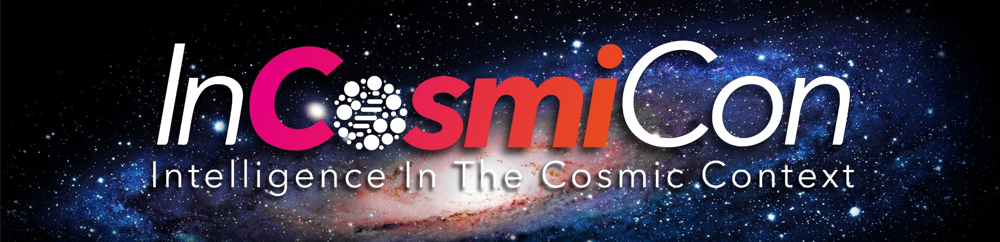 InCosmiCon
Intelligence In The Cosmic Context